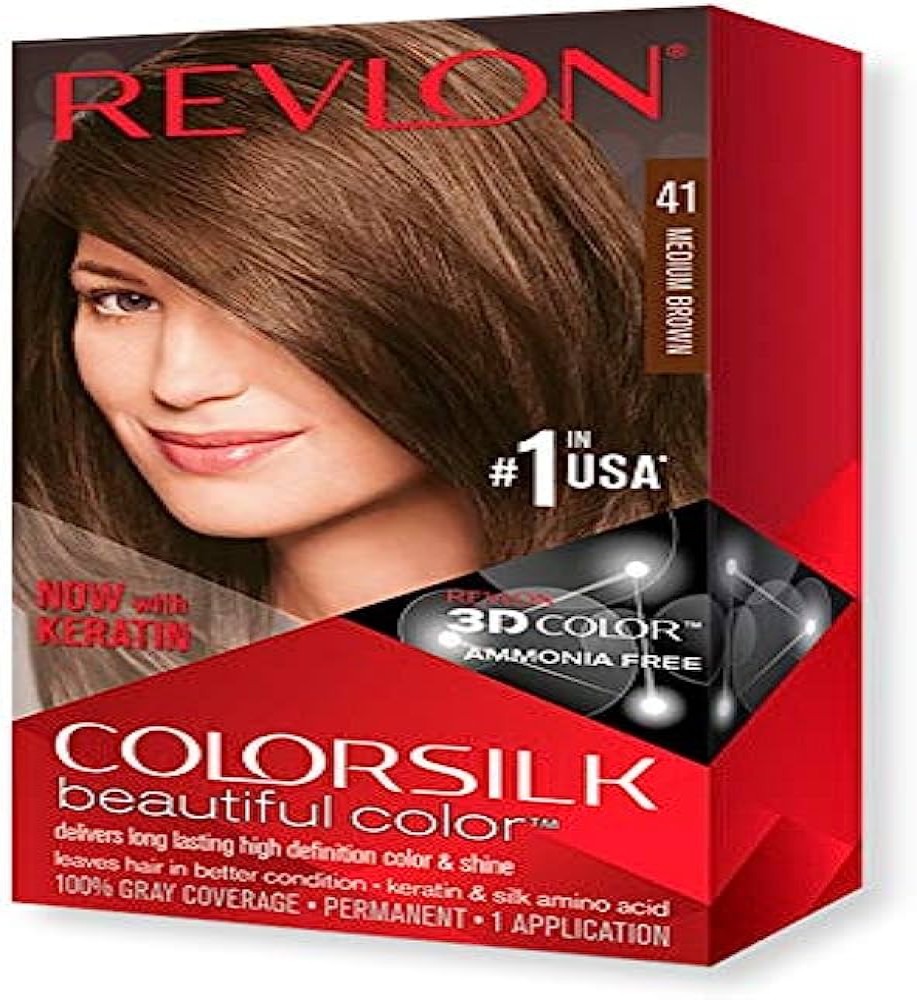 REVLON®
41 MEDIUM BROWN
#1 IN USA*
NOW with
KERATIN
REVLON
3D COLOR™
AMMONIA FREE
COLORSILK
beautiful color™
delivers long lasting high definition color & shine
leaves hair in better condition • keratin & silk amino acid
100% GRAY COVERAGE • PERMANENT • 1 APPLICATION